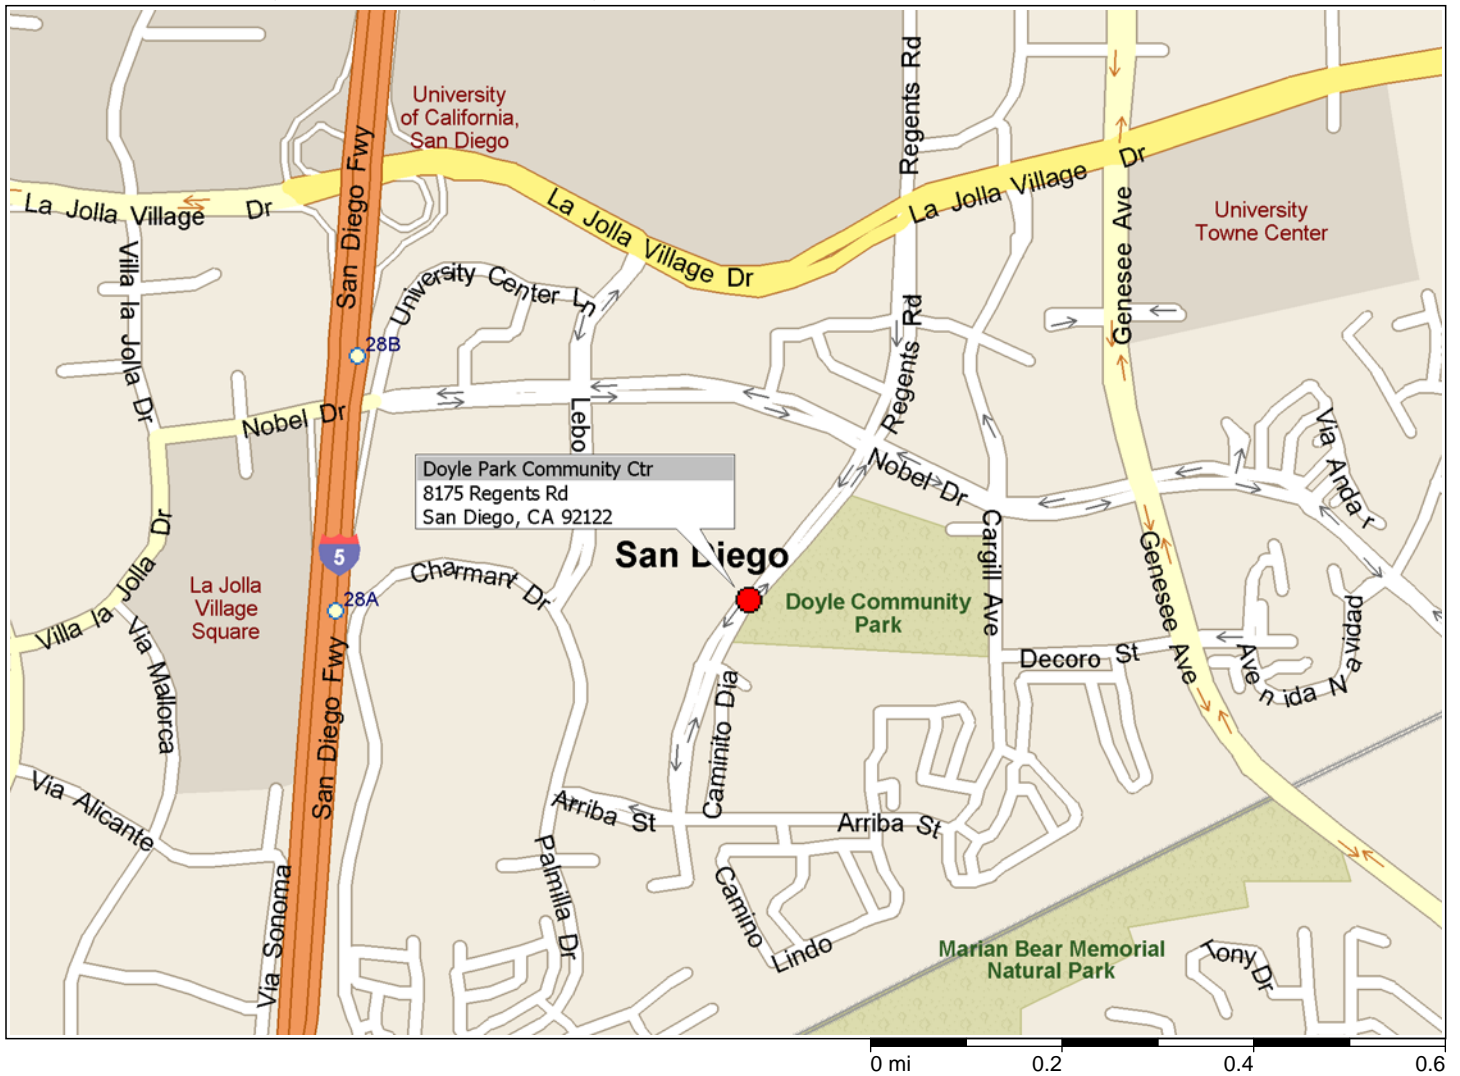 University
of California,
San Diego
Regents Rd
San Diego Fwy
La Jolla Village Dr
La Jolla Village Dr
La Jolla Village Dr
University
Towne Center
Genesee Ave
Villa la Jolla Dr
University Center Ln
Regents Rd
28B
Nobel Dr
Lebo
Nobel Dr
Via Andar
Doyle Park Community Ctr
8175 Regents Rd
San Diego, CA 92122
San Diego
5
Charmant Dr
28A
La Jolla
Village
Square
Villa la Jolla Dr
Via Mallorca
Doyle Community
Park
Cargill Ave
Genesee Ave
Decoro St
Avenida Navidad
San Diego Fwy
Caminito Dia
Via Alicante
Arriba St
Arriba St
Palmilla Dr
Camino Lindo
Via Sonoma
Marian Bear Memorial
Natural Park
Tony Dr
0 mi 0.2 0.4 0.6